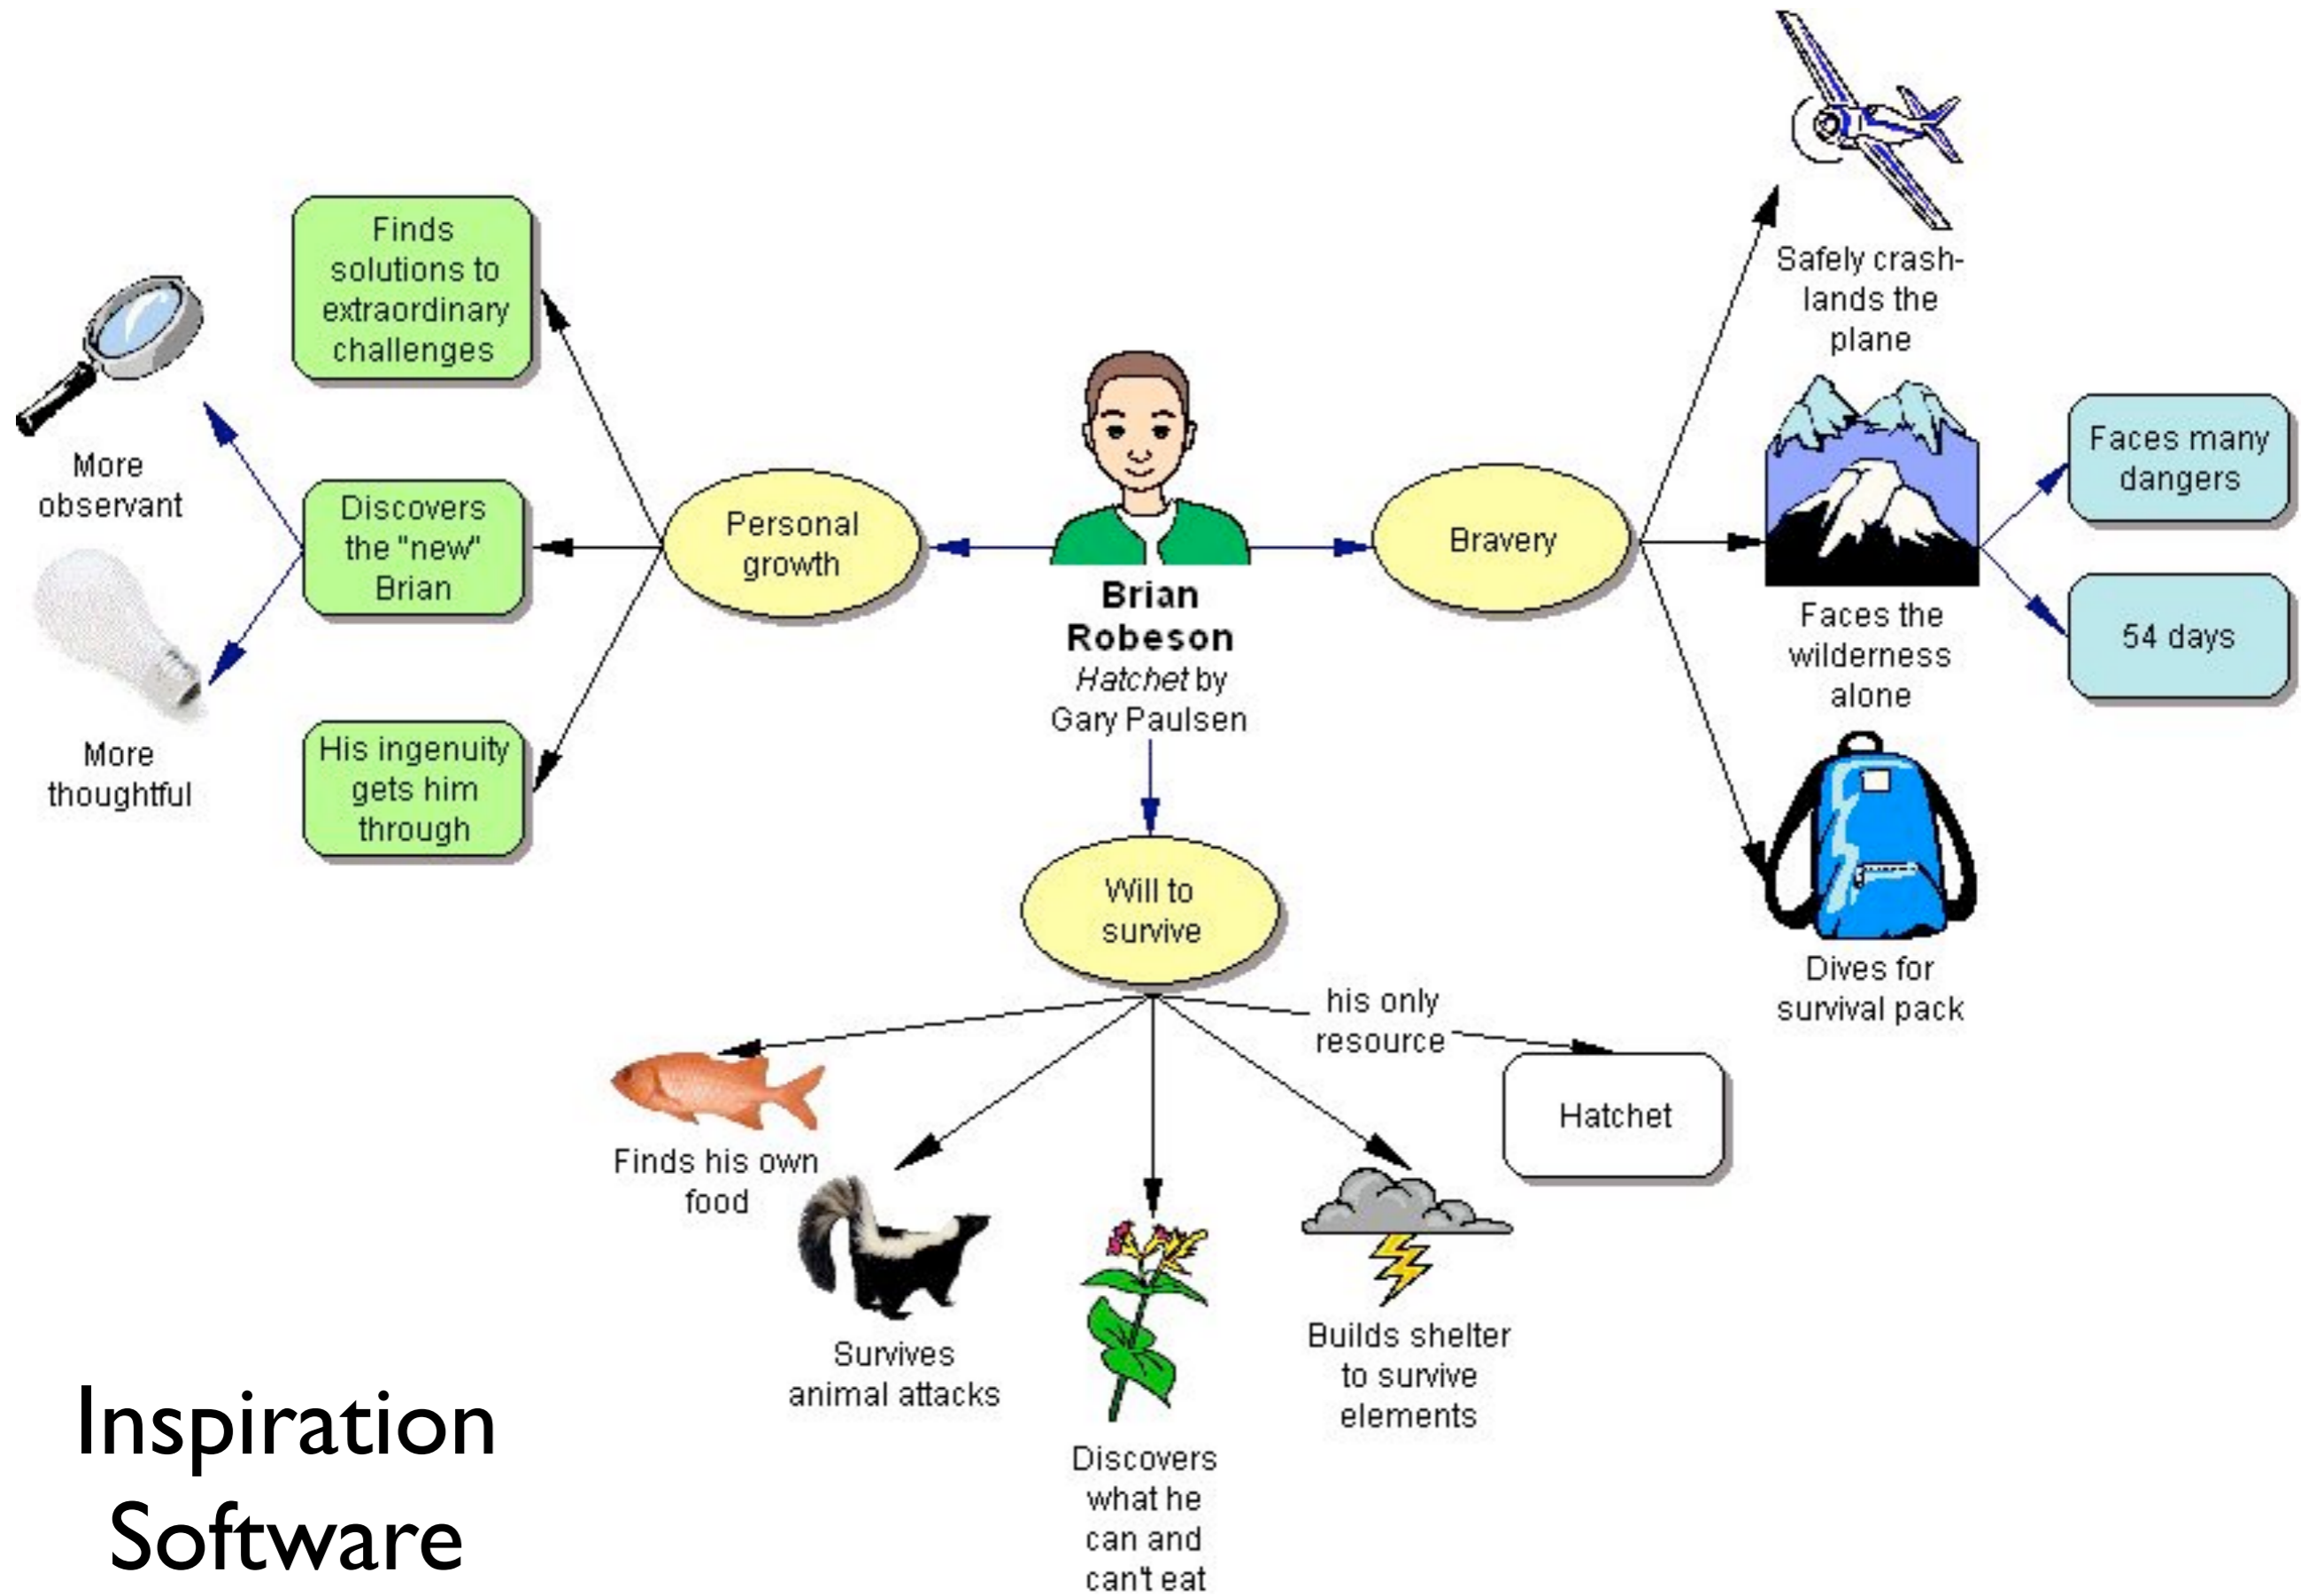 Safely crash-
lands the
plane
Finds
solutions to
extraordinary
challenges
More
observant
Discovers
the "new"
Brian
More
thoughtful
His ingenuity
gets him
through
Personal
growth
Brian
Robeson
Hatchet by
Gary Paulsen
Bravery
Faces the
wilderness
alone
Faces many
dangers
54 days
Dives for
survival pack
Will to
survive
his only
resource
Hatchet
Finds his own
food
Survives
animal attacks
Discovers
what he
can and
can't eat
Builds shelter
to survive
elements
Inspiration
Software